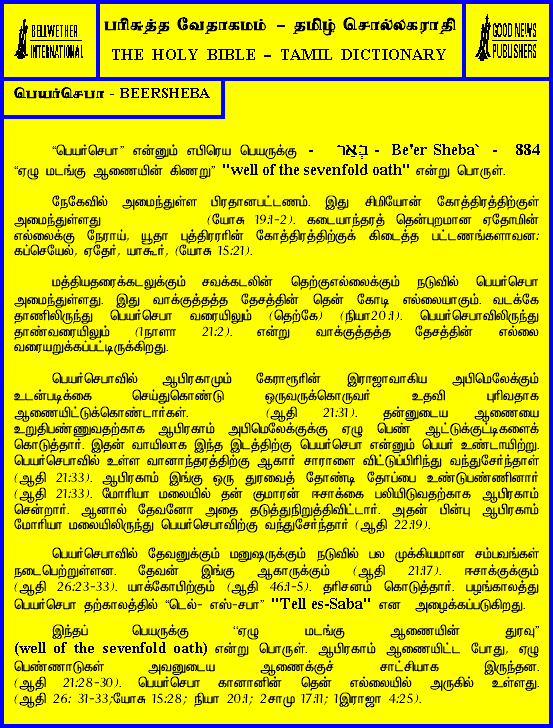 BELLWETHER
INTERNATIONAL
பரிசுத்த வேதாகமம் – தமிழ் சொல்லகராதி
THE HOLY BIBLE – TAMIL DICTIONARY
GOOD NEWS
PUBLISHERS
பெயர்செபா - BEERSHEBA
“பெயர்செபா” என்னும் எபிரெய பெயருக்கு - בְּאֵר - Be'er Sheba` - 884
“ஏழு மடங்கு ஆணையின் கிணறு” "well of the sevenfold oath" என்று பொருள்.
நேகேவில் அமைந்துள்ள பிரதானபட்டணம். இது சிமியோன் கோத்திரத்திற்குள்
அமைந்துள்ளது (யோசு 19:1-2). கடையாந்தரத் தென்புறமான ஏதோமின்
எல்லைக்கு நேராய், யூதா புத்திரரின் கோத்திரத்திற்குக் கிடைத்த பட்டணங்களாவன:
கப்செயேல், ஏதேர், யாகூர், (யோசு 15:21).
மத்தியதரைக்கடலுக்கும் சவக்கடலின் தெற்குஎல்லைக்கும் நடுவில் பெயர்செபா
அமைந்துள்ளது. இது வாக்குத்தத்த தேசத்தின் தென் கோடி எல்லையாகும். வடக்கே
தாணிலிருந்து பெயர்செபா வரையிலும் (தெற்கே) (நியா20:1). பெயர்செபாவிலிருந்து
தாண்வரையிலும் (1நாளா 21:2). என்று வாக்குத்தத்த தேசத்தின் எல்லை
வரையறுக்கப்பட்டிருக்கிறது.
பெயர்செபாவில் ஆபிரகாமும் கேராரூரின் இராஜாவாகிய அபிமெலேக்கும்
உடன்படிக்கை செய்துகொண்டு ஒருவருக்கொருவர் உதவி புரிவதாக
ஆணையிட்டுக்கொண்டார்கள். (ஆதி 21:31). தன்னுடைய ஆணையை
உறுதிபண்ணுவதற்காக ஆபிரகாம் அபிமெலேக்குக்கு ஏழு பெண் ஆட்டுக்குட்டிகளைக்
கொடுத்தார். இதன் வாயிலாக இந்த இடத்திற்கு பெயர்செபா என்னும் பெயர் உண்டாயிற்று.
பெயர்செபாவில் உள்ள வானாந்தரத்திற்கு ஆகார் சாராளை விட்டுப்பிரிந்து வந்துசேர்ந்தாள்
(ஆதி 21:33). ஆபிரகாம் இங்கு ஒரு துரவைத் தோண்டி தோப்பை உண்டுபண்ணினார்
(ஆதி 21:33). மோரியா மலையில் தன் குமாரன் ஈசாக்கை பலியிடுவதற்காக ஆபிரகாம்
சென்றார். ஆனால் தேவனோ அதை தடுத்துநிறுத்திவிட்டார். அதன் பின்பு ஆபிரகாம்
மோரியா மலையிலிருந்து பெயர்செபாவிற்கு வந்துசேர்ந்தார் (ஆதி 22:19).
பெயர்செபாவில் தேவனுக்கும் மனுஷருக்கும் நடுவில் பல முக்கியமான சம்பவங்கள்
நடைபெற்றுள்ளன. தேவன் இங்கு ஆகாருக்கும் (ஆதி 21:17). ஈசாக்குக்கும்
(ஆதி 26:23-33). யாக்கோபிற்கும் (ஆதி 46:1-5). தரிசனம் கொடுத்தார். பழங்காலத்து
பெயர்செபா தற்காலத்தில் “டெல்- எஸ்-சபா” "Tell es-Saba" என அழைக்கப்படுகிறது.
இந்தப் பெயருக்கு “ஏழு மடங்கு ஆணையின் துரவு”
(well of the sevenfold oath) என்று பொருள். ஆபிரகாம் ஆணையிட்ட போது, ஏழு
பெண்ணாடுகள் அவனுடைய ஆணைக்குச் சாட்சியாக இருந்தன.
(ஆதி 21:28-30). பெயர்செபா கானானின் தென் எல்லையில் அருகில் உள்ளது.
(ஆதி 26: 31-33;யோசு 15:28; நியா 20:1; 2சாமு 17:11; 1இராஜா 4:25).